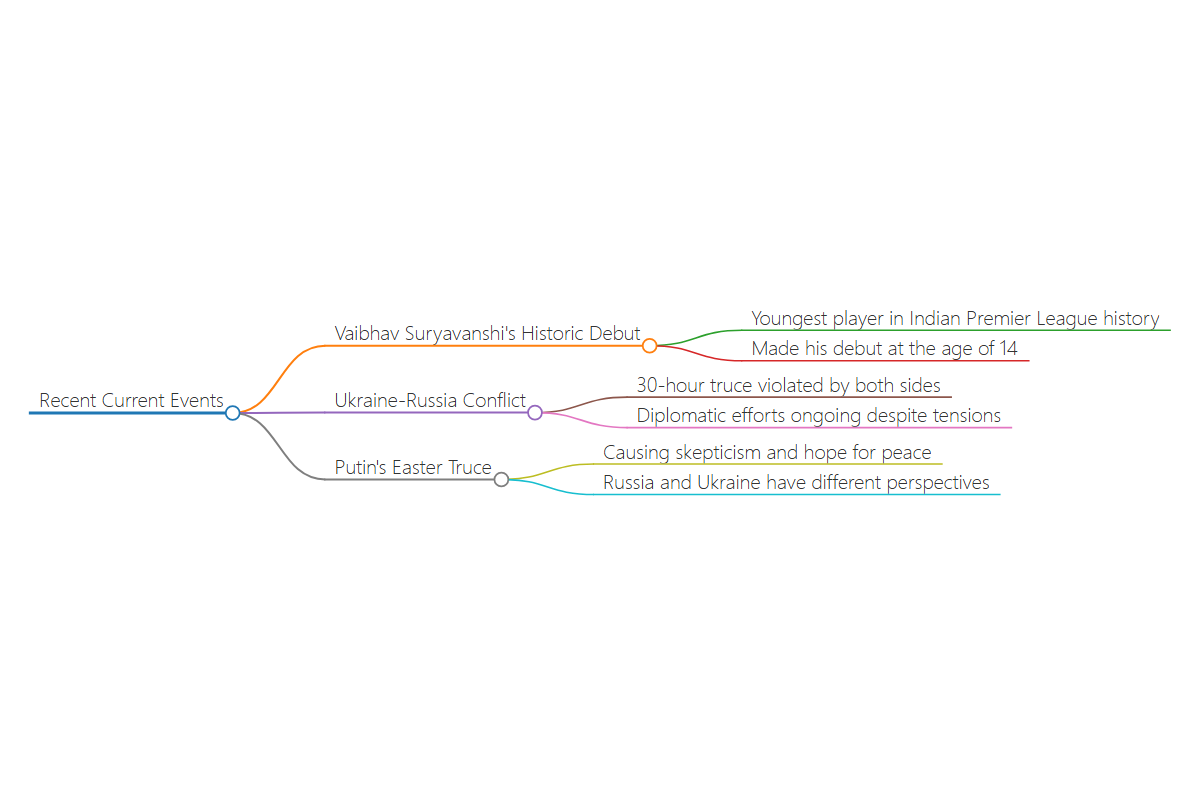 Recent Current Events
Vaibhav Suryavanshi's Historic Debut
Youngest player in Indian Premier League history
Made his debut at the age of 14
Ukraine-Russia Conflict
30-hour truce violated by both sides
Diplomatic efforts ongoing despite tensions
Putin's Easter Truce
Causing skepticism and hope for peace
Russia and Ukraine have different perspectives